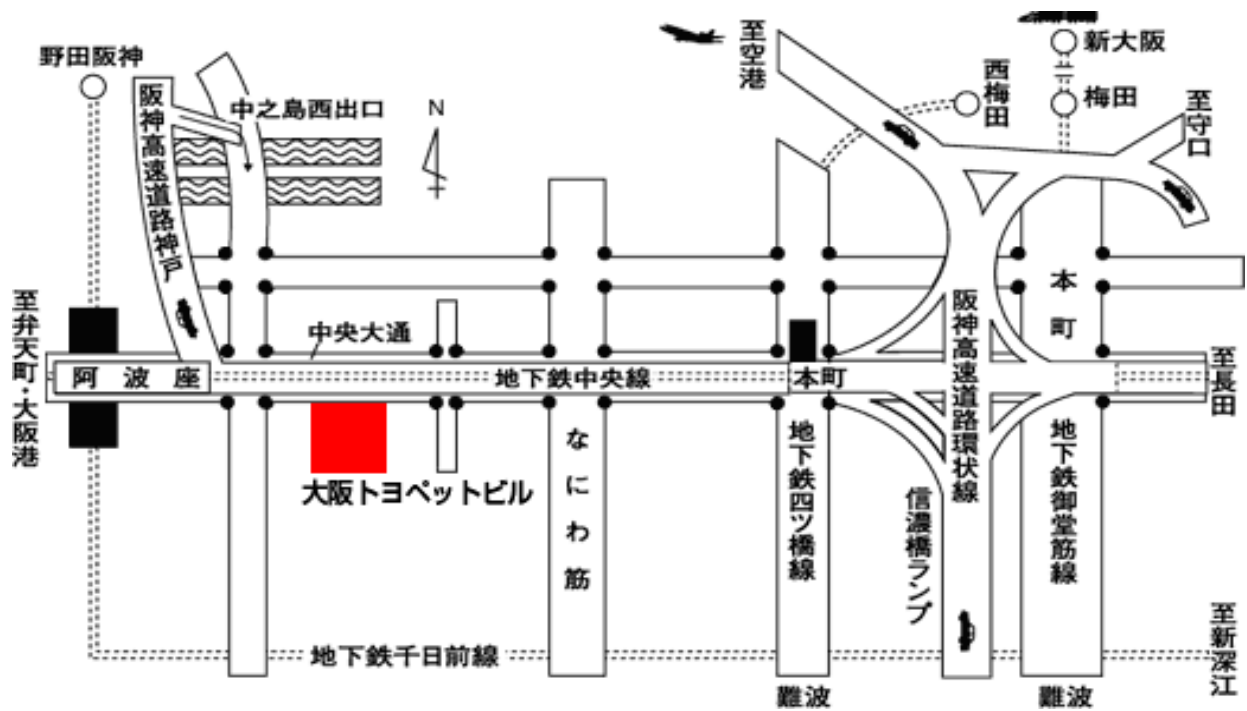 野田阪神
中之島西出口
阪神高速道路神戸
N
至空港
西梅田
新大阪
梅田
至守口
本町
至弁天町・大阪港
阿波座
中央大通
地下鉄中央線
本町
阪神高速道路環状線
至長田
大阪トヨペットビル
なにわ筋
地下鉄四ツ橋線
信濃橋ランプ
地下鉄御堂筋線
地下鉄千日前線
至新深江
難波
難波